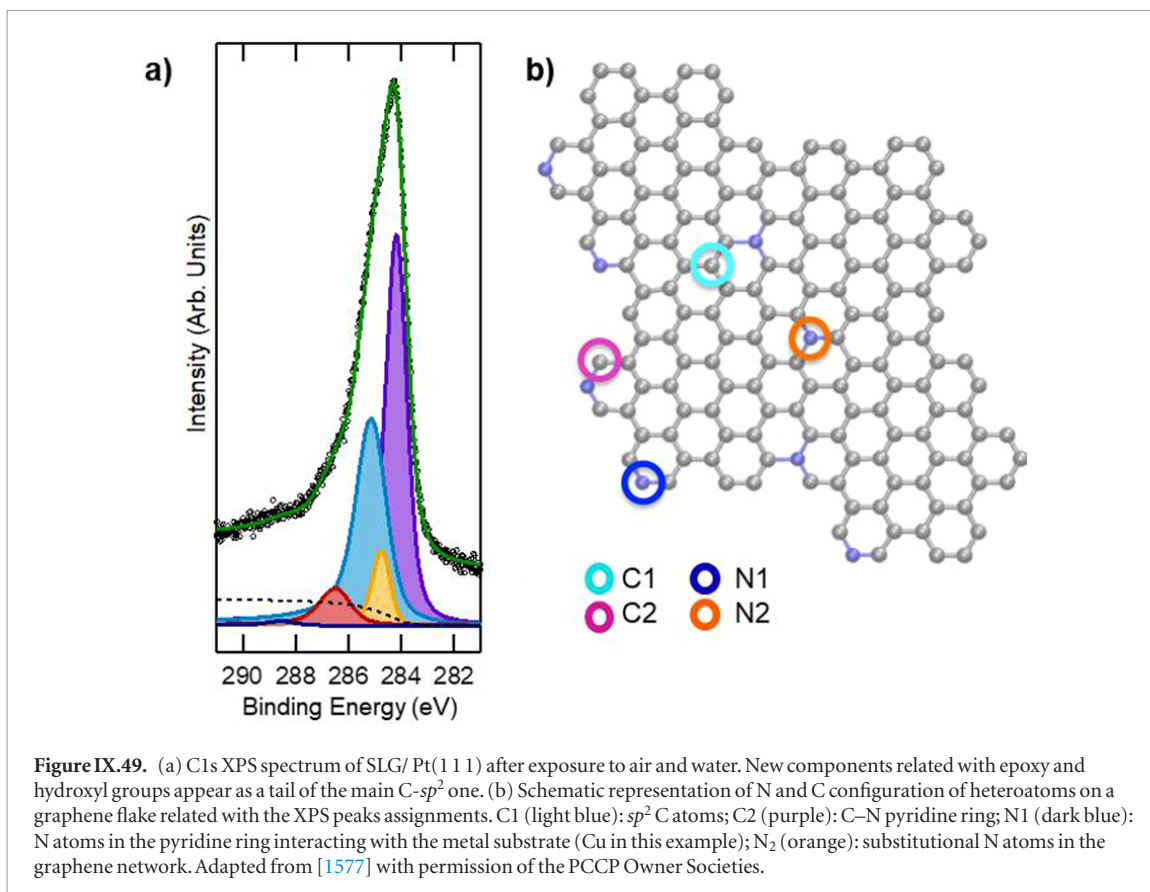 a)
b)
Intensity (Arb. Units)
290 288 286 284 282
Binding Energy (eV)
C1 N1
C2 N2
Figure IX.49. (a) C1s XPS spectrum of SLG/ Pt(1 1 1) after exposure to air and water. New components related with epoxy and
hydroxyl groups appear as a tail of the main C-sp² one. (b) Schematic representation of N and C configuration of heteroatoms on a
graphene flake related with the XPS peaks assignments. C1 (light blue): sp² C atoms; C2 (purple): C–N pyridine ring; N1 (dark blue):
N atoms in the pyridine ring interacting with the metal substrate (Cu in this example); N₂ (orange): substitutional N atoms in the
graphene network. Adapted from [1577] with permission of the PCCP Owner Societies.